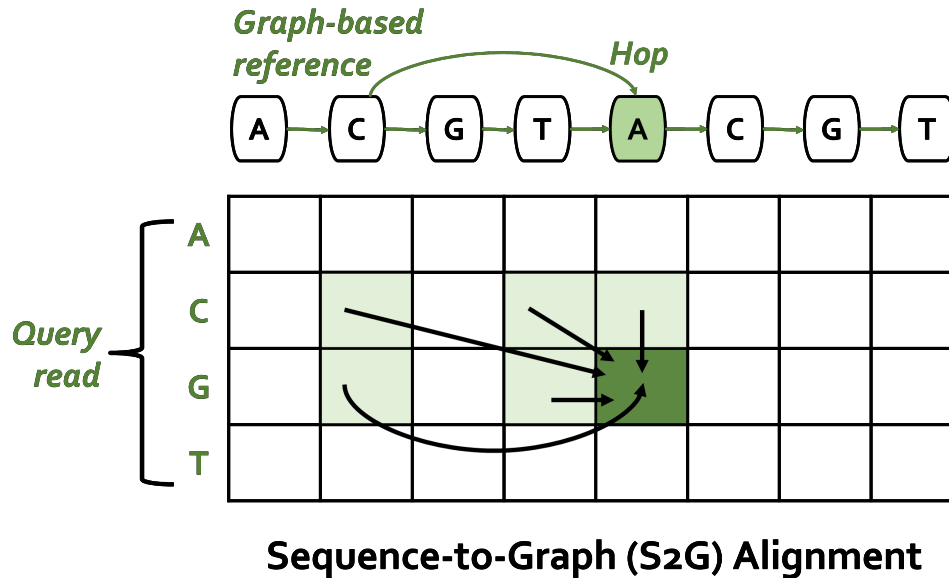 Graph-based
reference
Hop
A C G T A C G T
A
C
Query
read
G
T
Sequence-to-Graph (S2G) Alignment